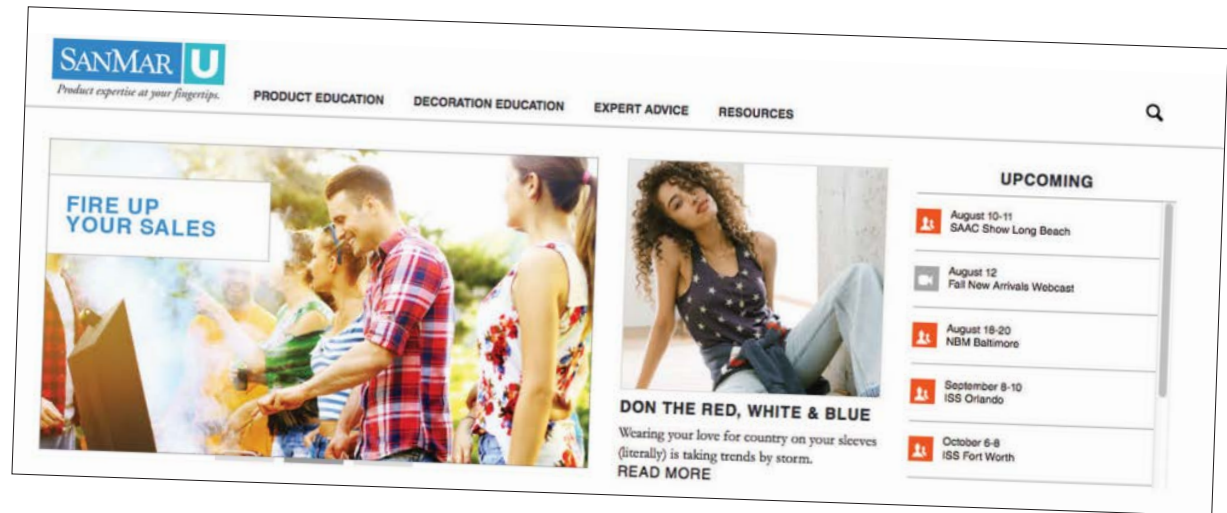 SANMAR U
Product expertise at your fingertips.
PRODUCT EDUCATION
DECORATION EDUCATION
EXPERT ADVICE
RESOURCES
FIRE UP
YOUR SALES
DON THE RED, WHITE & BLUE
Wearing your love for country on your sleeves
(literally) is taking trends by storm.
READ MORE
UPCOMING
August 10-11
SAAC Show Long Beach
August 12
Fall New Arrivals Webcast
August 18-20
NBM Baltimore
September 8-10
ISS Orlando
October 6-8
ISS Fort Worth